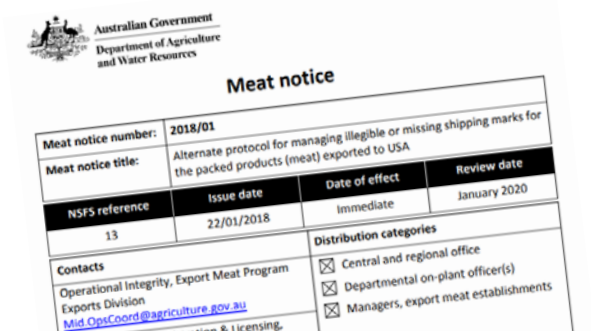 Australian Government
Department of Agriculture
and Water Resources
Meat notice
Meat notice number: 2018/01
Meat notice title: Alternate protocol for managing illegible or missing shipping marks for
the packed products (meat) exported to USA
NSFS reference Issue date Date of effect Review date
13 22/01/2018 Immediate January 2020
Contacts
Operational Integrity, Export Meat Program
Exports Division
Mid.OpsCoord@agriculture.gov.au
& Licensing,
Distribution categories
☒ Central and regional office
☒ Departmental on-plant officer(s)
☒ Managers, export meat establishments